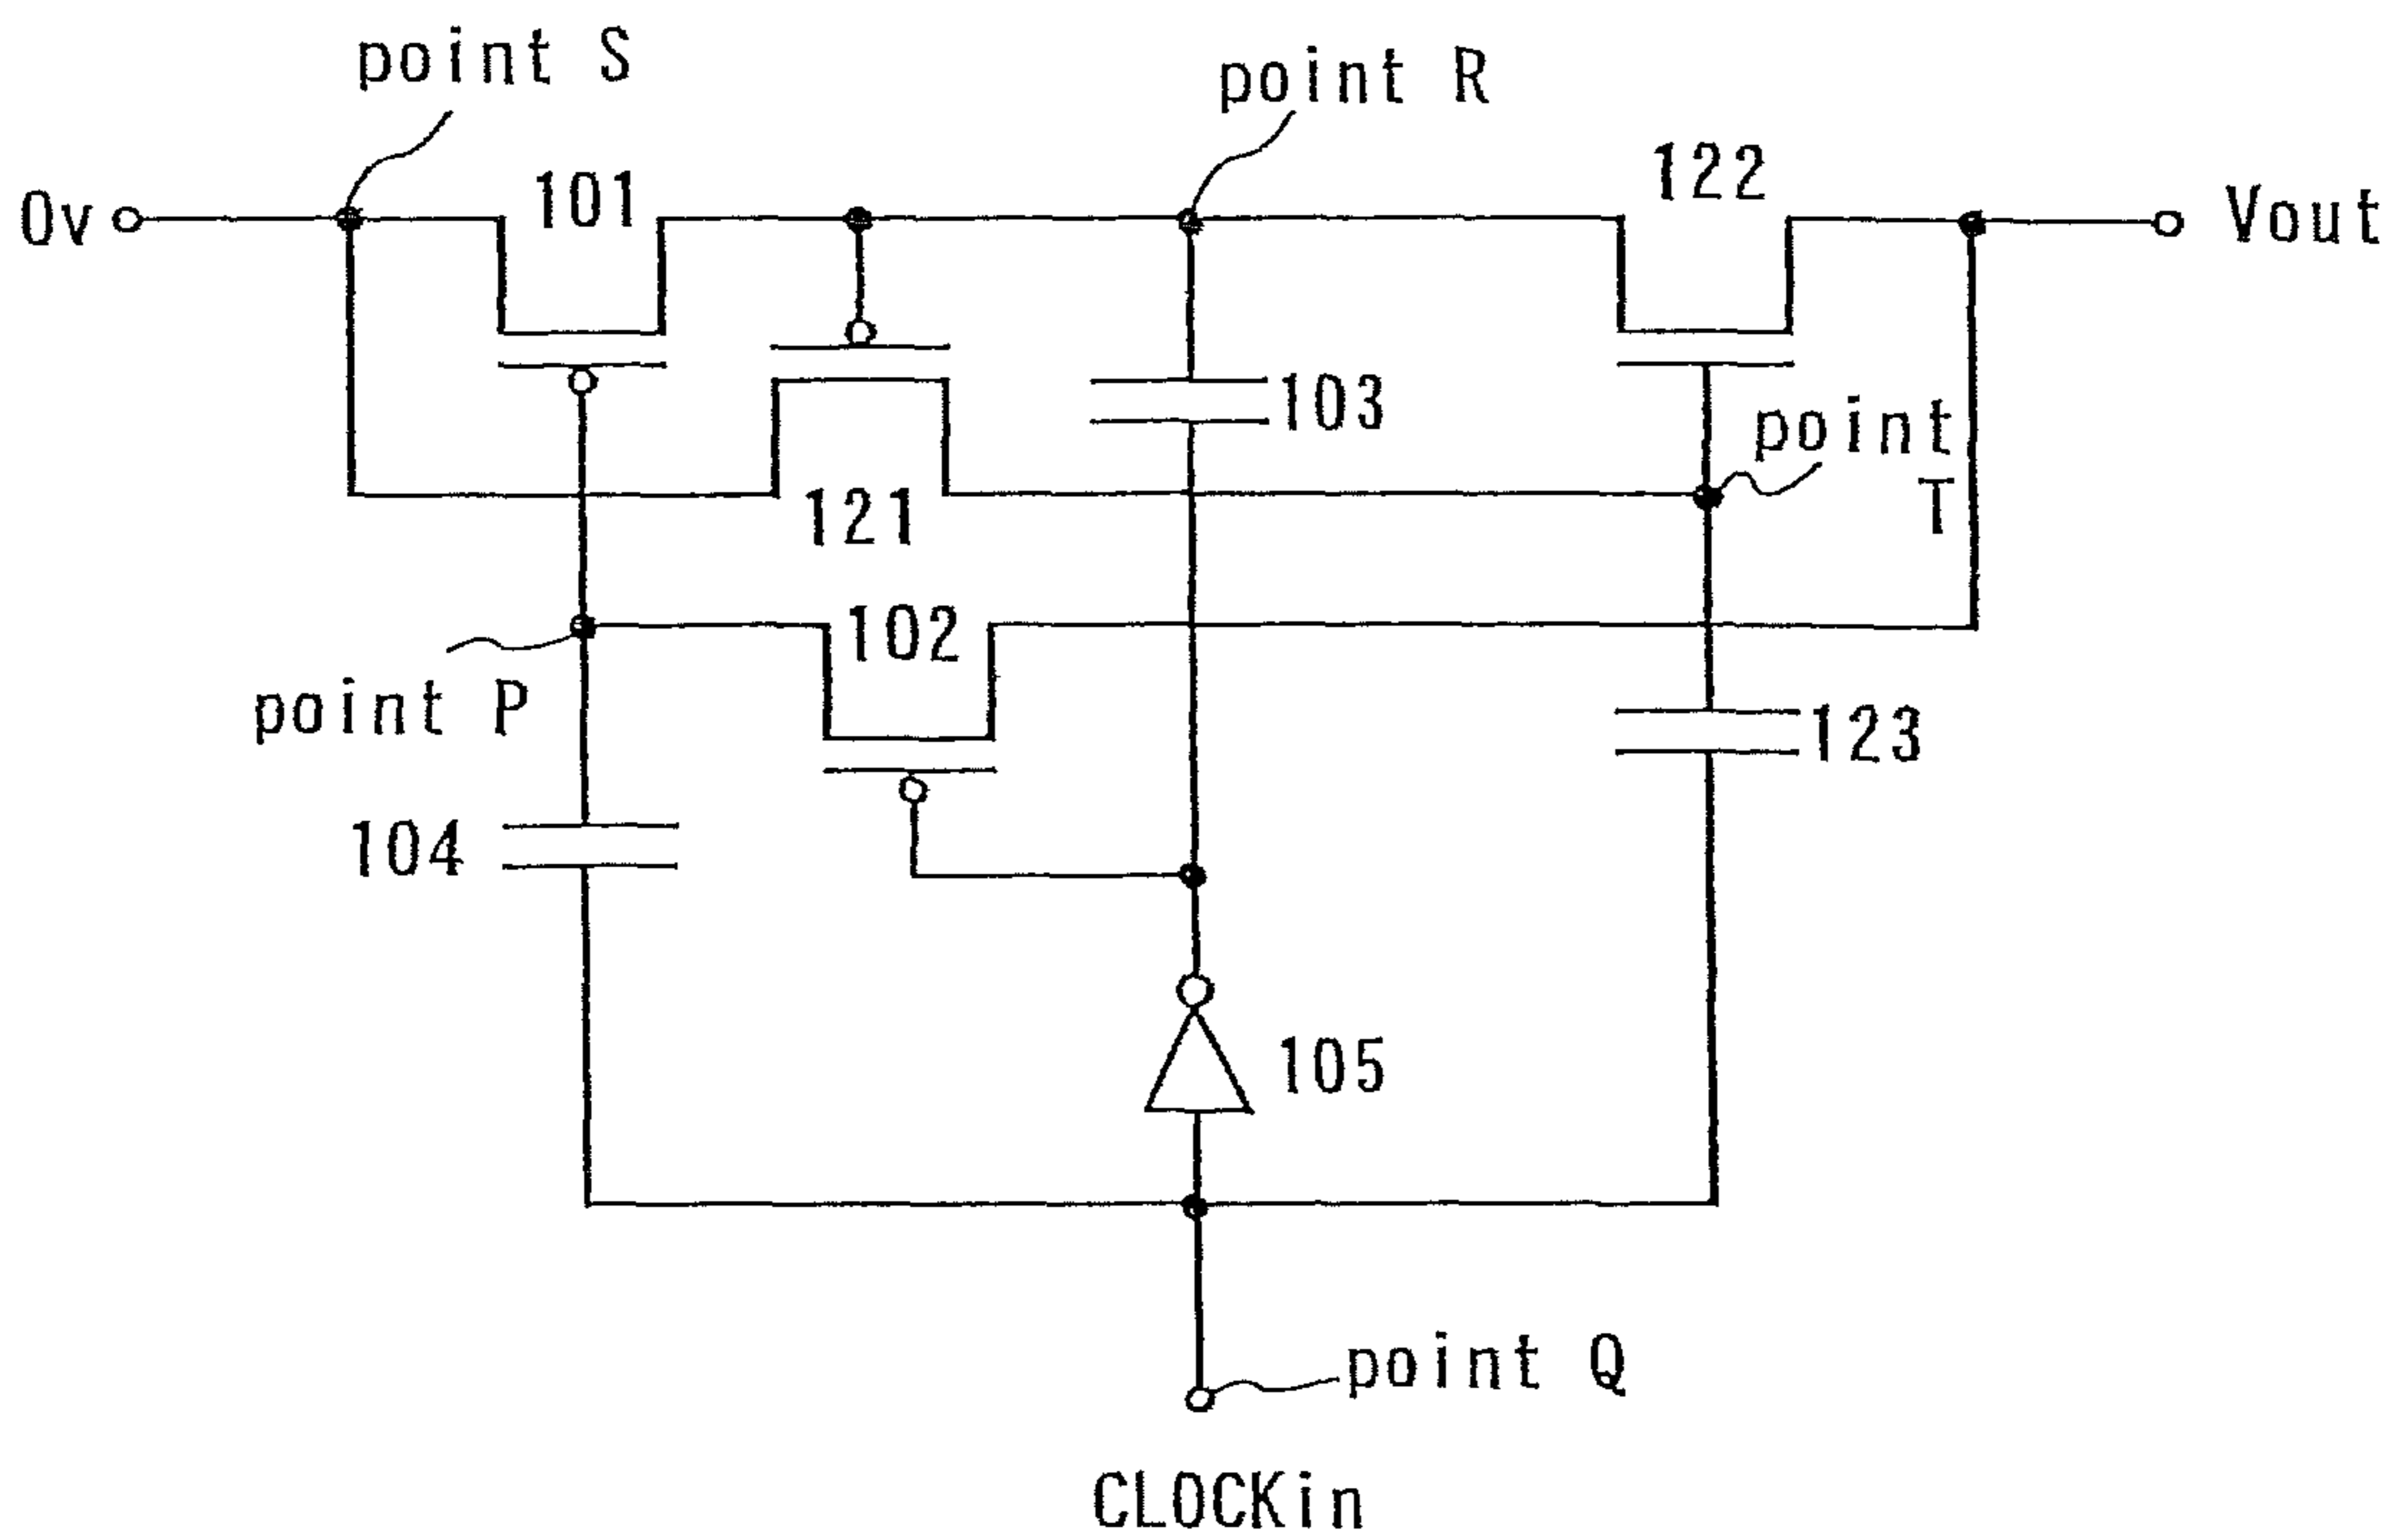 point S
point R
101
122
0v
Vout
103
point
T
121
102
point P
123
104
105
point Q
CLOCKin